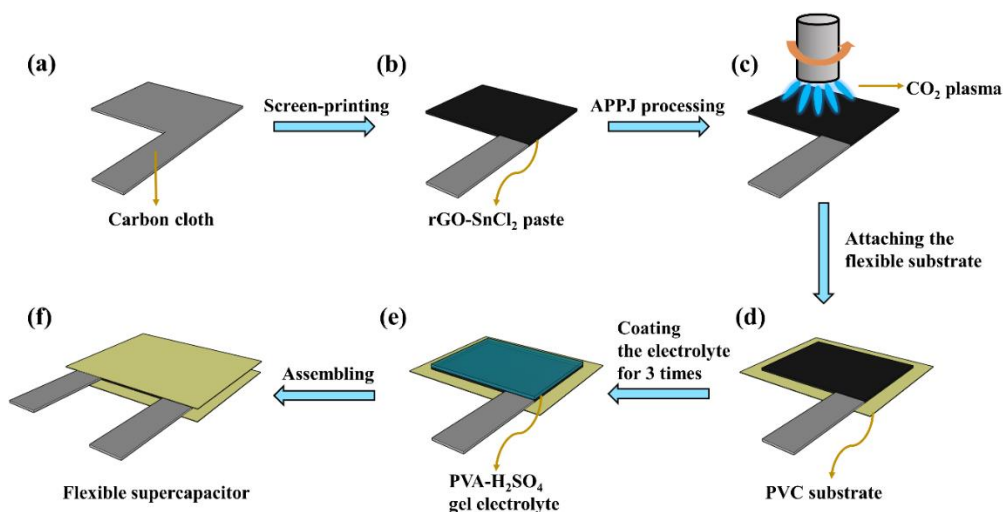 (a)
Screen-printing
(b)
APPJ processing
(c)
CO₂ plasma
Carbon cloth
rGO-SnCl₂ paste
Attaching the
flexible substrate
(d)
PVC substrate
Coating
the electrolyte
for 3 times
(e)
PVA-H₂SO₄
gel electrolyte
Assembling
(f)
Flexible supercapacitor